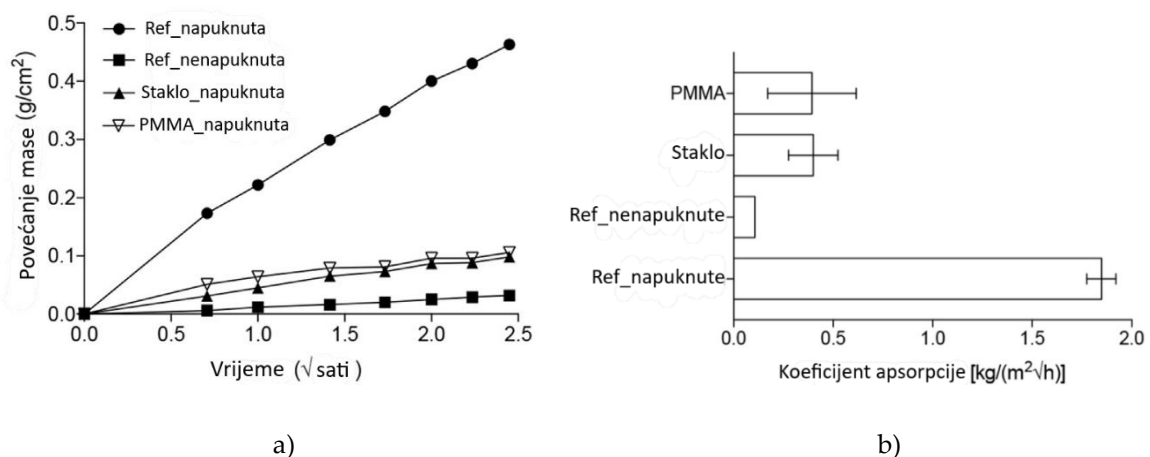 0.5
0.4
0.3
0.2
0.1
0.0
Povećanje mase (g/cm²)
Ref_napuknuta
Ref_nenapuknuta
Staklo_napuknuta
PMMA_napuknuta
0.0 0.5 1.0 1.5 2.0 2.5
Vrijeme (√sati)
a)
PMMA
Staklo
Ref_nenapuknute
Ref_napuknute
0.0 0.5 1.0 1.5 2.0
Koeficijent apsorpcije [kg/(m²√h)]
b)